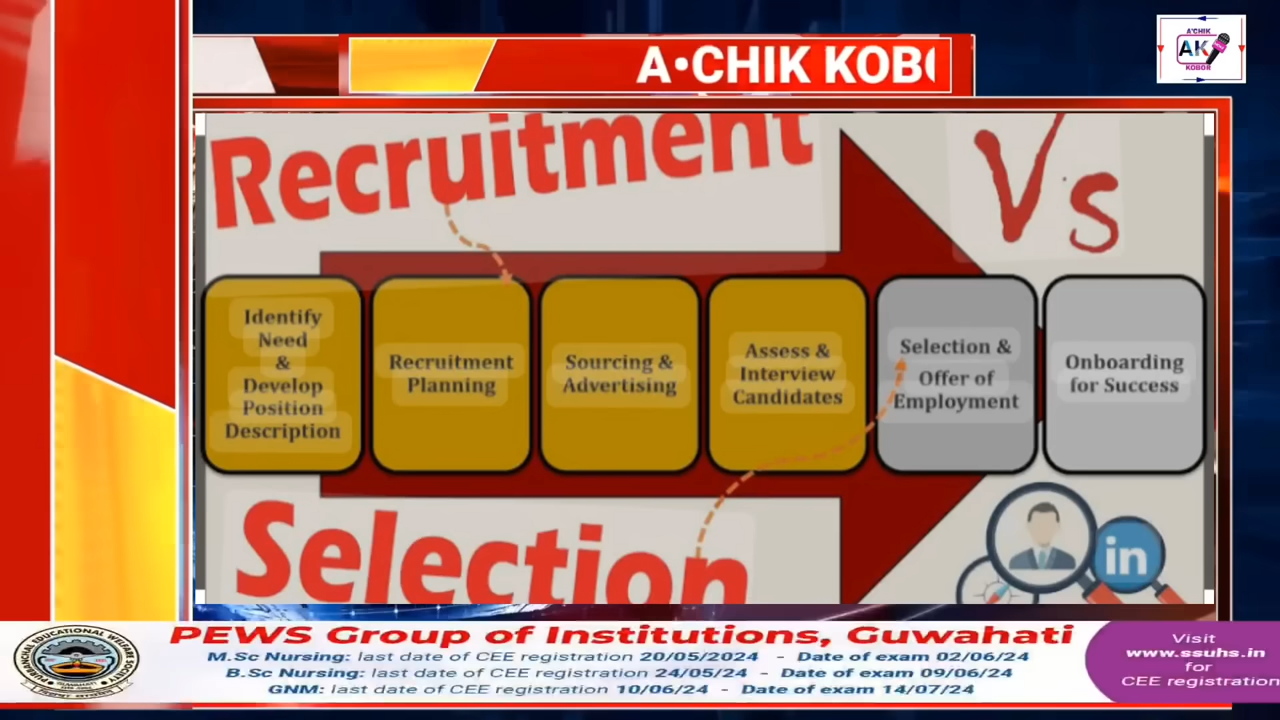 A•CHIK KOB
A'CHIK
AK
KOBOR
Recruitment
Vs
Identify
Need
&
Develop
Position
Description
Recruitment
Planning
Sourcing &
Advertising
Assess &
Interview
Candidates
Selection &
Offer of
Employment
Onboarding
for Success
Selection
in
PEWS Group of Institutions, Guwahati
M.Sc Nursing: last date of CEE registration 20/05/2024 - Date of exam 02/06/24
B.Sc Nursing: last date of CEE registration 24/05/24 - Date of exam 09/06/24
GNM: last date of CEE registration 10/06/24 - Date of exam 14/07/24
Visit
www.ssuhs.in
for
CEE registration